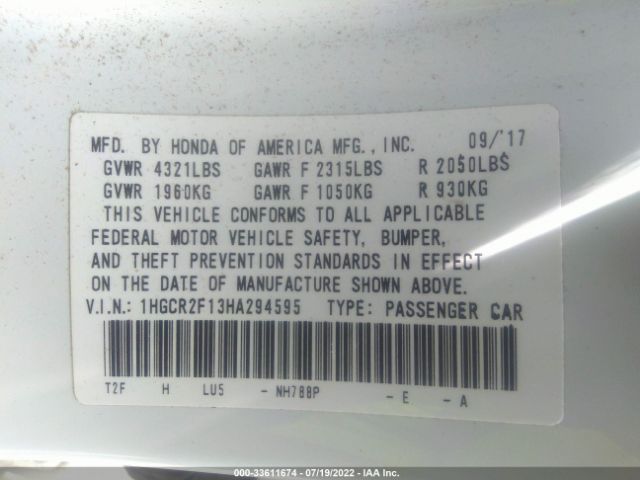 MFD. BY HONDA OF AMERICA MFG., INC. 09/'17
GVWR 4321LBS GAWR F 2315LBS R 2050LBS
GVWR 1960KG GAWR F 1050KG R 930KG
THIS VEHICLE CONFORMS TO ALL APPLICABLE
FEDERAL MOTOR VEHICLE SAFETY, BUMPER,
AND THEFT PREVENTION STANDARDS IN EFFECT
ON THE DATE OF MANUFACTURE SHOWN ABOVE.
V.I.N.: 1HGCR2F13HA294595 TYPE: PASSENGER CAR
T2F H LU5 - NH788P - E - A
000-33611674 / 07/19/2022 - IAA Inc.